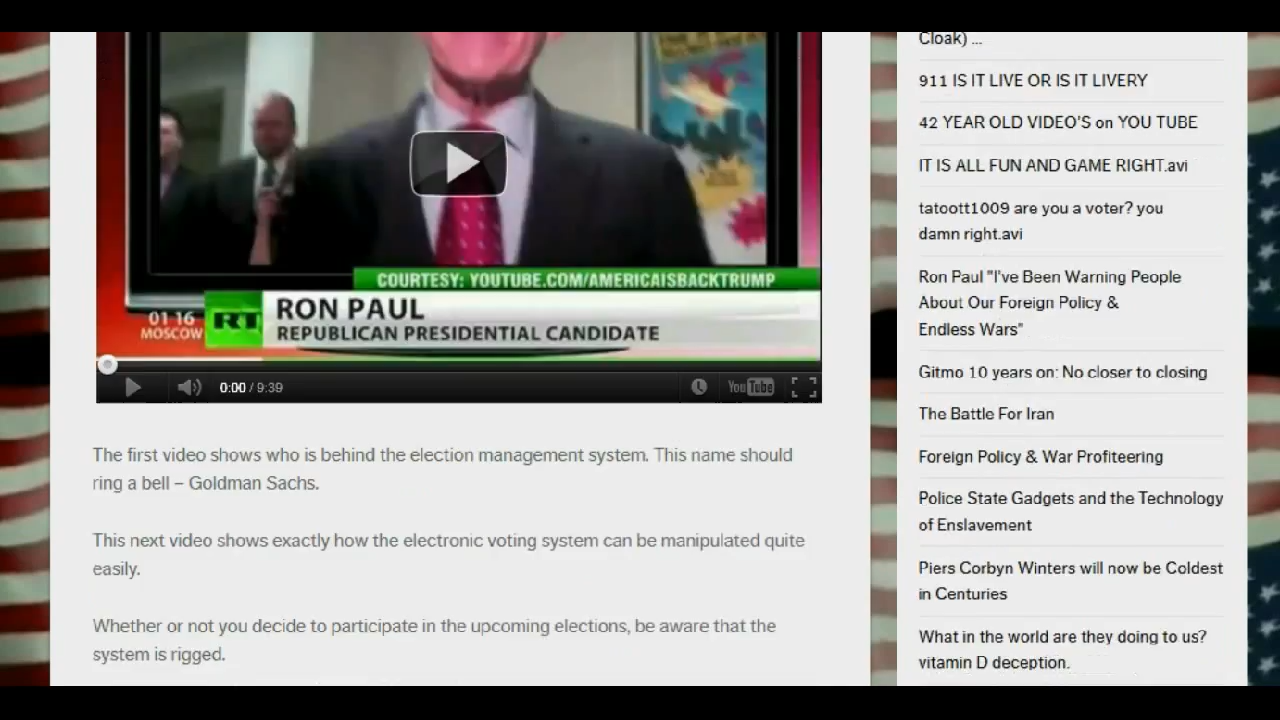 COURTESY: YOUTUBE.COM/AMERICAISBACKTRUMP
01 16
MOSCOW
RT
RON PAUL
REPUBLICAN PRESIDENTIAL CANDIDATE
0:00 / 9:39
YouTube
The first video shows who is behind the election management system. This name should
ring a bell – Goldman Sachs.
This next video shows exactly how the electronic voting system can be manipulated quite
easily.
Whether or not you decide to participate in the upcoming elections, be aware that the
system is rigged.
Cloak) ...
911 IS IT LIVE OR IS IT LIVERY
42 YEAR OLD VIDEO'S on YOU TUBE
IT IS ALL FUN AND GAME RIGHT.avi
tatoott1009 are you a voter? you
damn right.avi
Ron Paul "I've Been Warning People
About Our Foreign Policy &
Endless Wars"
Gitmo 10 years on: No closer to closing
The Battle For Iran
Foreign Policy & War Profiteering
Police State Gadgets and the Technology
of Enslavement
Piers Corbyn Winters will now be Coldest
in Centuries
What in the world are they doing to us?
vitamin D deception.